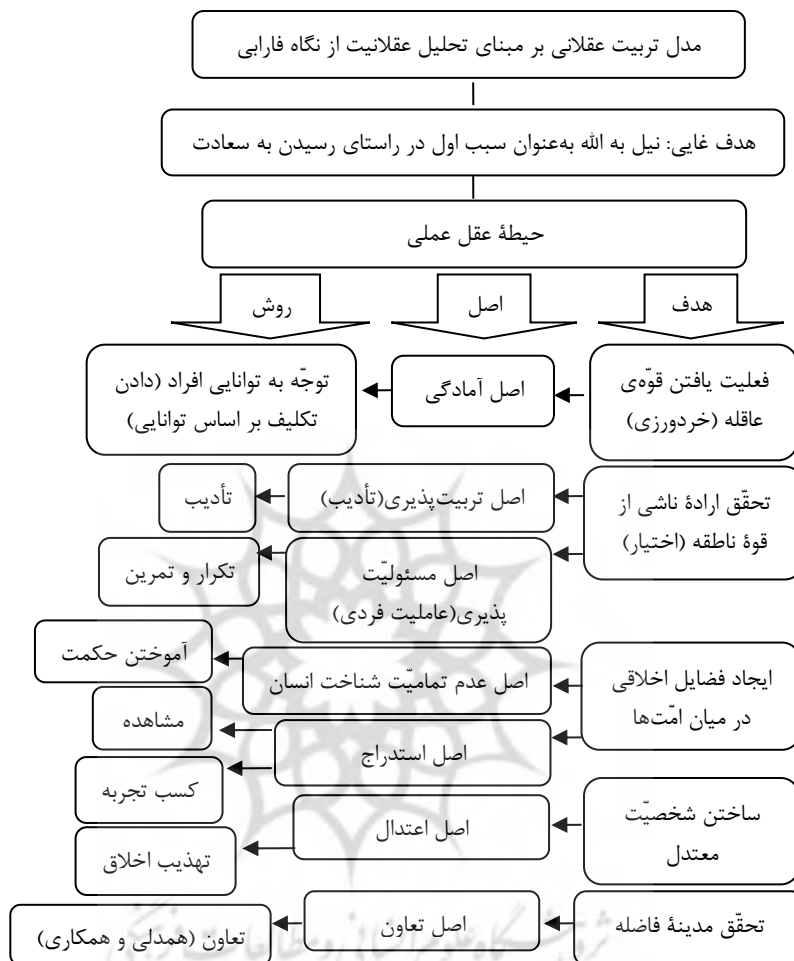 مدل تربیت عقلانی بر مبنای تحلیل عقلانیت از نگاه فارابی
هدف غایی: نیل به الله به‌عنوان سبب اول در راستای رسیدن به سعادت
حیطهٔ عقل عملی
هدف
اصل
روش
فعلیت یافتن قوّه‌ی
عاقله (خردورزی)
اصل آمادگی
توجّه به توانایی افراد (دادن
تکلیف بر اساس توانایی)
تحقّق ارادهٔ ناشی از
قوهٔ ناطقه (اختیار)
اصل تربیت‌پذیری(تأدیب)
تأدیب
اصل مسئولیّت
پذیری(عاملیت فردی)
تکرار و تمرین
ایجاد فضایل اخلاقی
در میان امّت‌ها
اصل عدم تمامیّت شناخت انسان
آموختن حکمت
اصل استدراج
مشاهده
کسب تجربه
ساختن شخصیّت
معتدل
اصل اعتدال
تهذیب اخلاق
تحقّق مدینهٔ فاضله
اصل تعاون
تعاون (همدلی و همکاری)
پژوهشگاه علوم انسانی و مطالعات فرهنگی